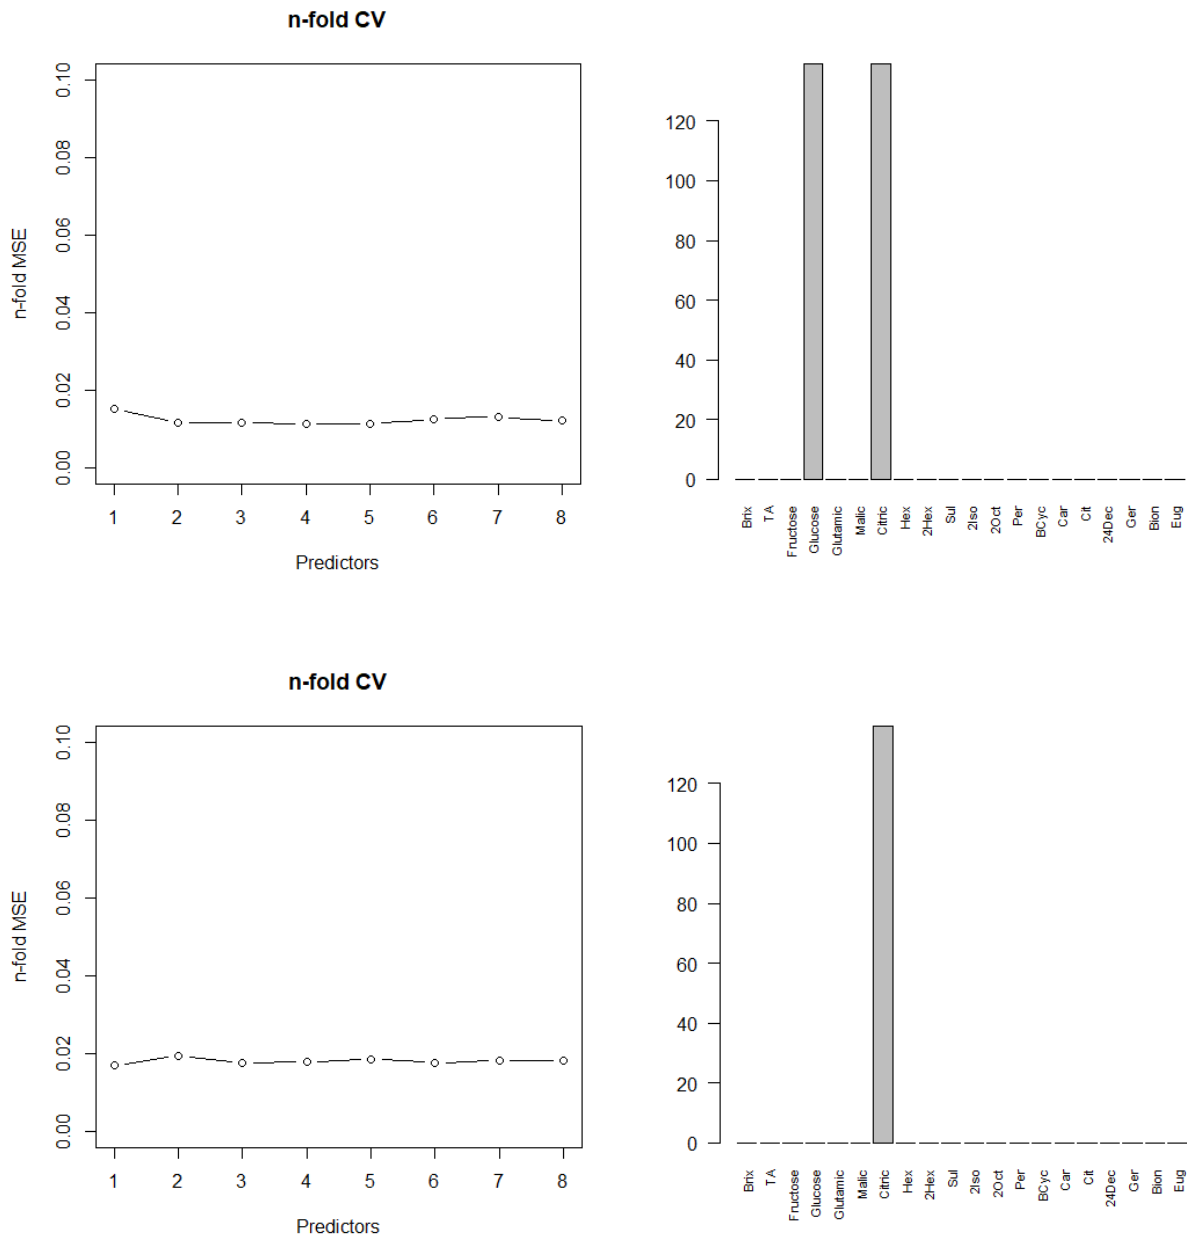 n-fold CV
n-fold MSE
0.10
0.08
0.06
0.04
0.02
0.00
1 2 3 4 5 6 7 8
Predictors
120
100
80
60
40
20
0
Brix TA Fructose Glucose Glutamic Malic Citric Hex 2Hex Sul 2Iso 2Oct Per BCyc Car Cit 24Dec Ger Bion Eug
n-fold CV
n-fold MSE
0.10
0.08
0.06
0.04
0.02
0.00
1 2 3 4 5 6 7 8
Predictors
120
100
80
60
40
20
0
Brix TA Fructose Glucose Glutamic Malic Citric Hex 2Hex Sul 2Iso 2Oct Per BCyc Car Cit 24Dec Ger Bion Eug